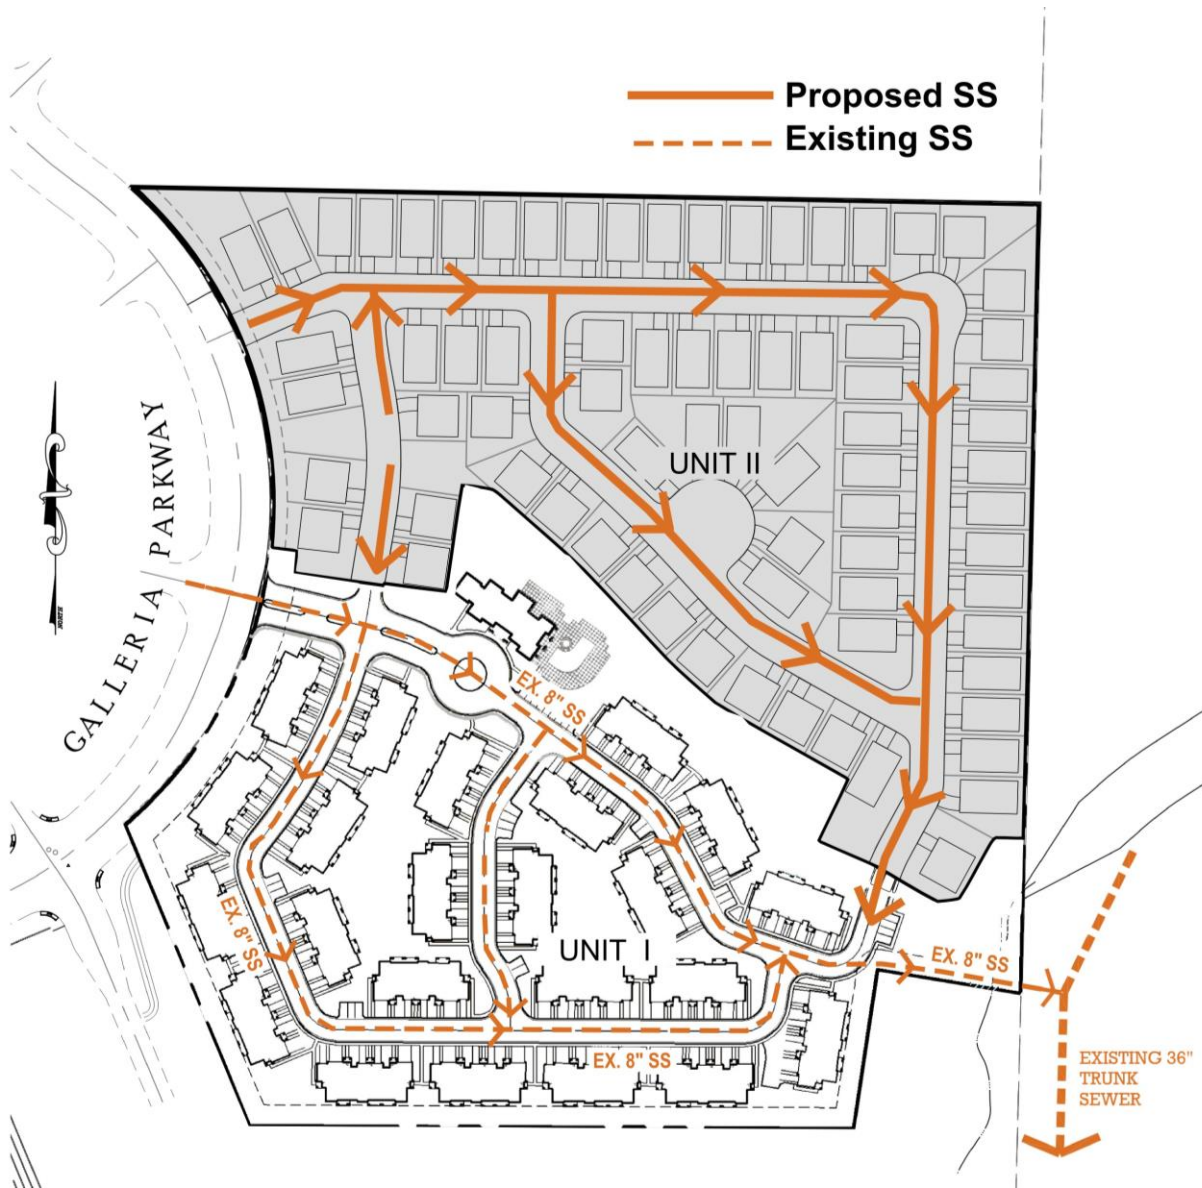 Proposed SS
Existing SS
UNIT II
GALLERIA PARKWAY
NORTH
EX. 8" SS
EX. 8" SS
UNIT I
EX. 8" SS
EX. 8" SS
EXISTING 36"
TRUNK
SEWER